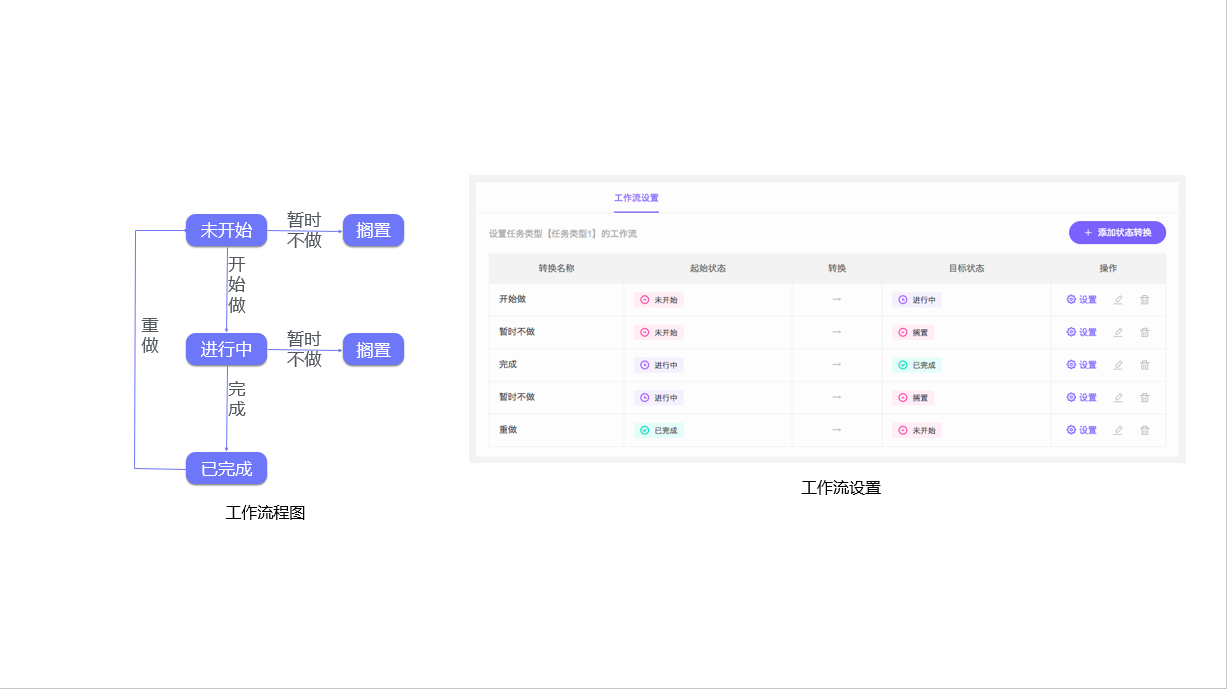 未开始
暂时
不做
搁置
开
始
做
重
做
进行中
暂时
不做
搁置
完
成
已完成
工作流程图
工作流设置
设置任务类型【任务类型1】的工作流
+ 添加状态转换
转换名称 起始状态 转换 目标状态 操作
开始做 未开始 → 进行中 设置
暂时不做 未开始 → 搁置 设置
完成 进行中 → 已完成 设置
暂时不做 进行中 → 搁置 设置
重做 已完成 → 未开始 设置
工作流设置